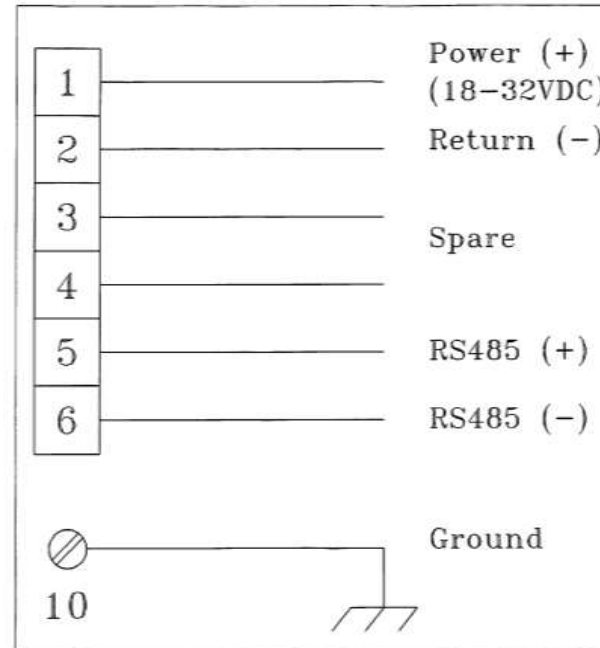 1 Power (+)
(18-32VDC)
2 Return (-)
3
Spare
4
5 RS485 (+)
6 RS485 (-)
Ground
10